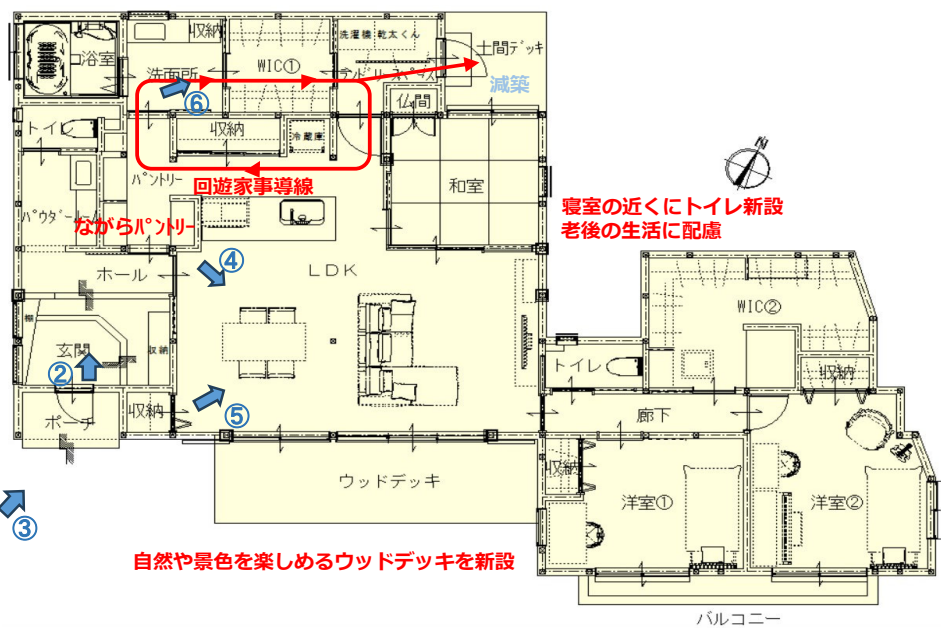 収納
洗濯機 乾太くん
浴室
洗面所
WIC①
ランドリースペース
土間デッキ
減築
⑥
仏間
トイレ
収納
冷蔵庫
N
パントリー
回遊家事導線
和室
パウダールーム
ながらパントリー
寝室の近くにトイレ新設
老後の生活に配慮
ホール
④
LDK
WIC②
棚
玄関
収納
②
トイレ
収納
ポーチ
収納
⑤
廊下
収納
ウッドデッキ
洋室①
洋室②
③
自然や景色を楽しめるウッドデッキを新設
バルコニー